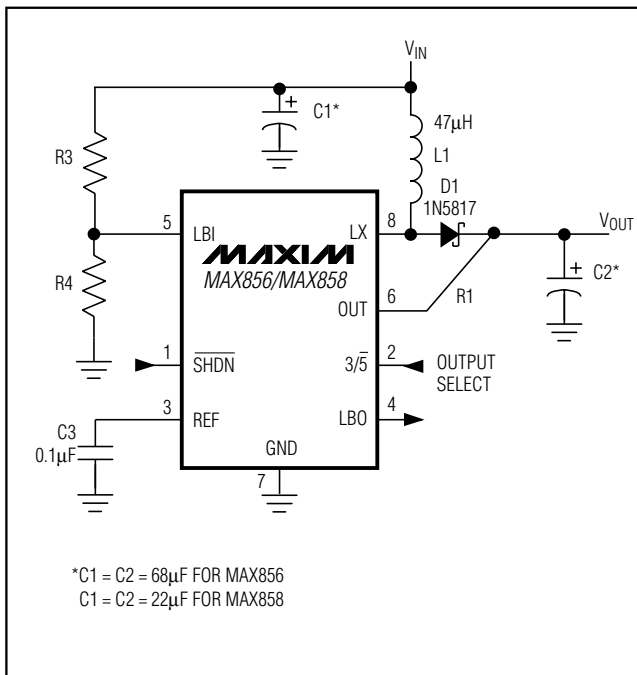 VIN
C1*
47µH
L1
R3
D1
1N5817
5
LBI
LX
8
VOUT
MAXIM
MAX856/MAX858
R4
C2*
6
OUT
R1
1
SHDN
3/5
2
OUTPUT
SELECT
3
REF
LBO
4
C3
0.1µF
GND
7
*C1 = C2 = 68µF FOR MAX856
C1 = C2 = 22µF FOR MAX858